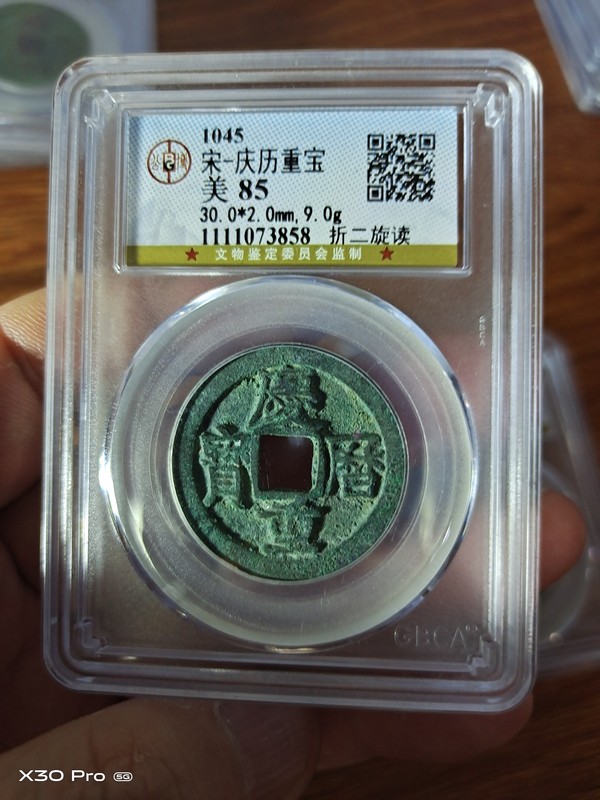 1045
宋-庆历重宝
美 85
30.0*2.0mm,9.0g
1111073858 折二旋读
★ 文物鉴定委员会监制 ★
慶
寶 曆
重
GBCA
X30 Pro 5G